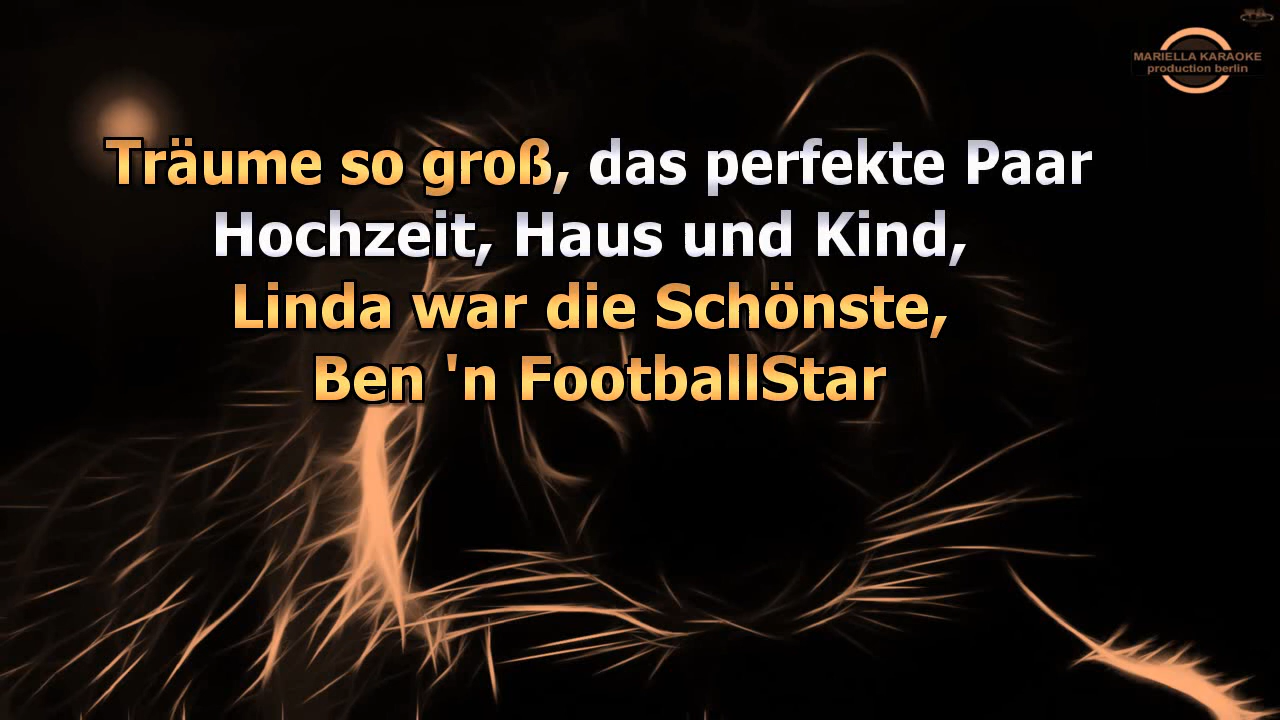 MARIELLA KARAOKE
production berlin
Träume so groß, das perfekte Paar
Hochzeit, Haus und Kind,
Linda war die Schönste,
Ben 'n FootballStar